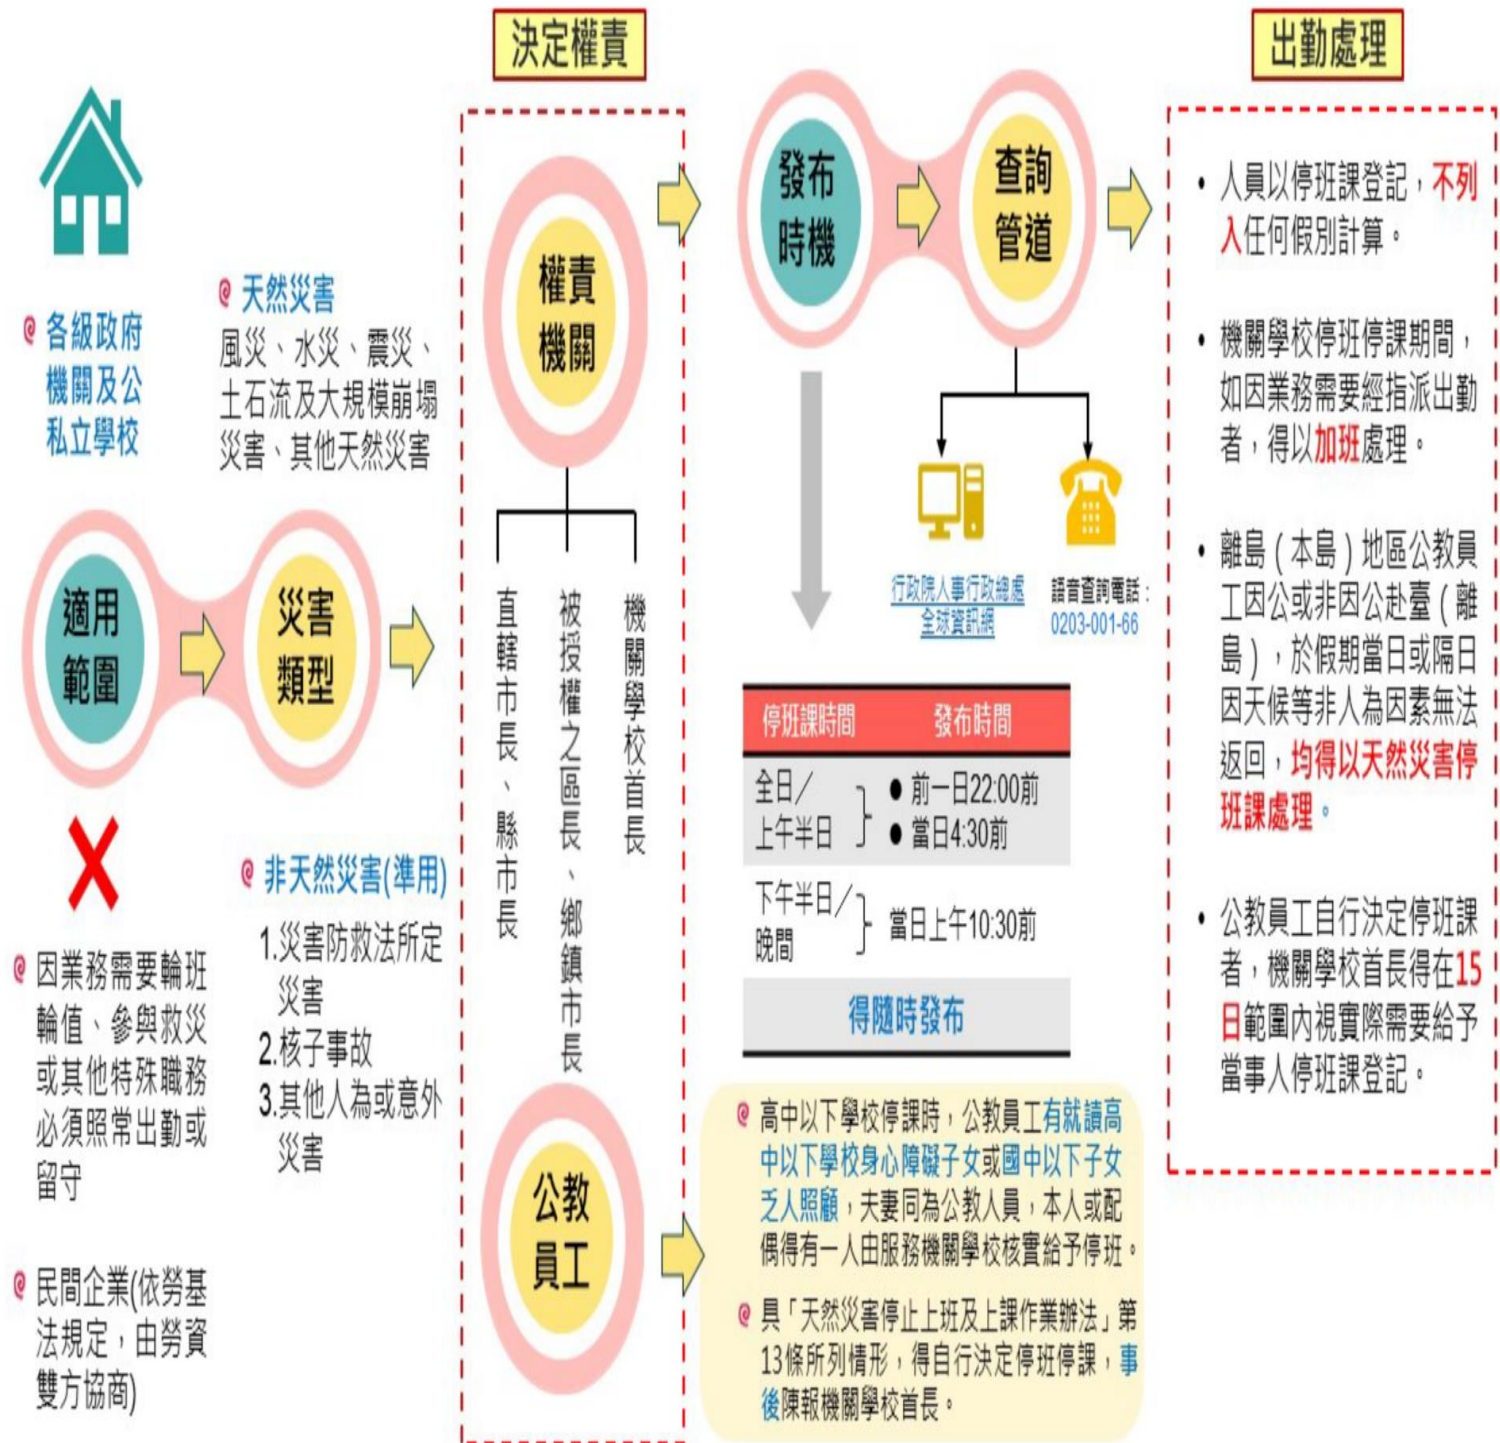 決定權責
出勤處理
各級政府
機關及公
私立學校
天然災害
風災、水災、震災、
土石流及大規模崩塌
災害、其他天然災害
適用
範圍
災害
類型
因業務需要輪班
輪值、參與救災
或其他特殊職務
必須照常出勤或
留守
民間企業(依勞基
法規定，由勞資
雙方協商)
非天然災害(準用)
1.災害防救法所定
災害
2.核子事故
3.其他人為或意外
災害
權責
機關
直轄市長、縣市長
被授權之區長、鄉鎮市長
機關學校首長
公教
員工
發布
時機
查詢
管道
行政院人事行政總處
全球資訊網
語音查詢電話：
0203-001-66
停班課時間 發布時間
全日／
上午半日
● 前一日22:00前
● 當日4:30前
下午半日／
晚間
當日上午10:30前
得隨時發布
高中以下學校停課時，公教員工有就讀高
中以下學校身心障礙子女或國中以下子女
乏人照顧，夫妻同為公教人員，本人或配
偶得有一人由服務機關學校核實給予停班。
具「天然災害停止上班及上課作業辦法」第
13條所列情形，得自行決定停班停課，事
後陳報機關學校首長。
• 人員以停班課登記，不列
入任何假別計算。
• 機關學校停班停課期間，
如因業務需要經指派出勤
者，得以加班處理。
• 離島（本島）地區公教員
工因公或非因公赴臺（離
島），於假期當日或隔日
因天候等非人為因素無法
返回，均得以天然災害停
班課處理。
• 公教員工自行決定停班課
者，機關學校首長得在15
日範圍內視實際需要給予
當事人停班課登記。